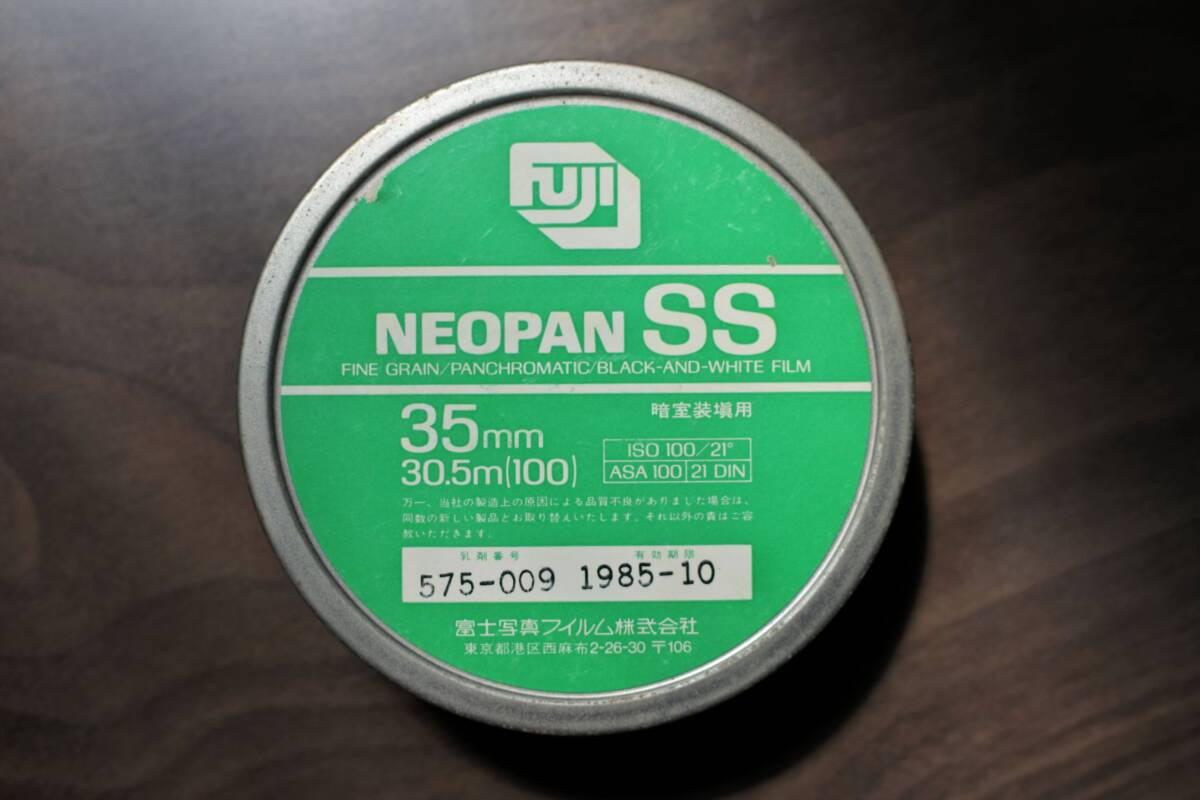 FUJI
NEOPAN SS
FINE GRAIN/PANCHROMATIC/BLACK-AND-WHITE FILM
35mm
暗室装塡用
30.5m(100)
ISO 100/21°
ASA 100 21 DIN
万一、当社の製造上の原因による品質不良がありました場合は、
同数の新しい製品とお取り替えいたします。それ以外の責はご容
赦いただきます。
乳剤番号 有効期限
575-009 1985-10
富士写真フイルム株式会社
東京都港区西麻布2-26-30 〒106